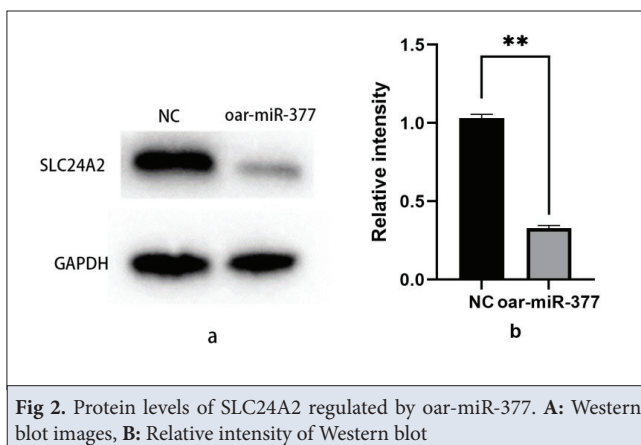 NC oar-miR-377
SLC24A2
GAPDH
a
Relative intensity
1.5
1.0
0.5
0.0
**
NC oar-miR-377
b
Fig 2. Protein levels of SLC24A2 regulated by oar-miR-377. A: Western
blot images, B: Relative intensity of Western blot